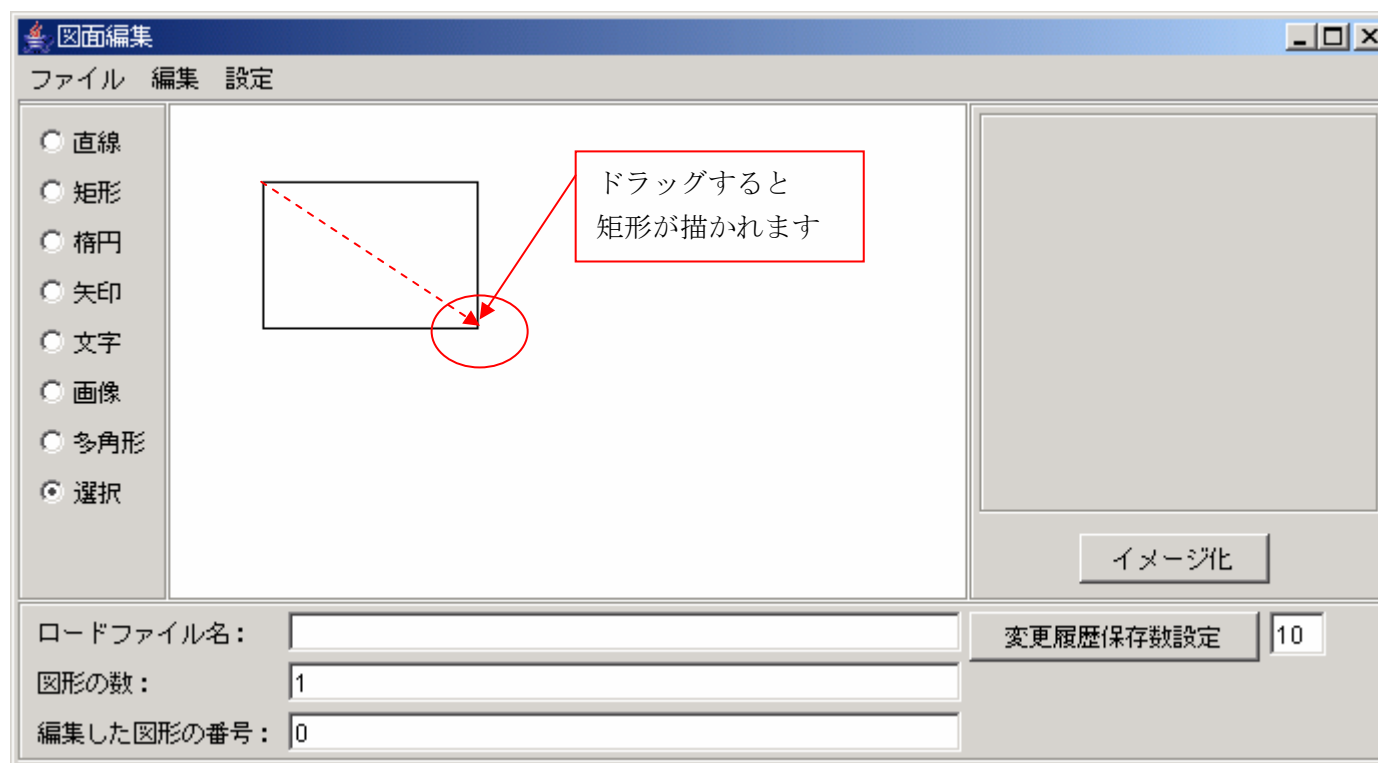 図面編集
ファイル 編集 設定
直線
矩形
楕円
矢印
文字
画像
多角形
選択
ドラッグすると
矩形が描かれます
イメージ化
ロードファイル名：
変更履歴保存数設定 10
図形の数： 1
編集した図形の番号： 0